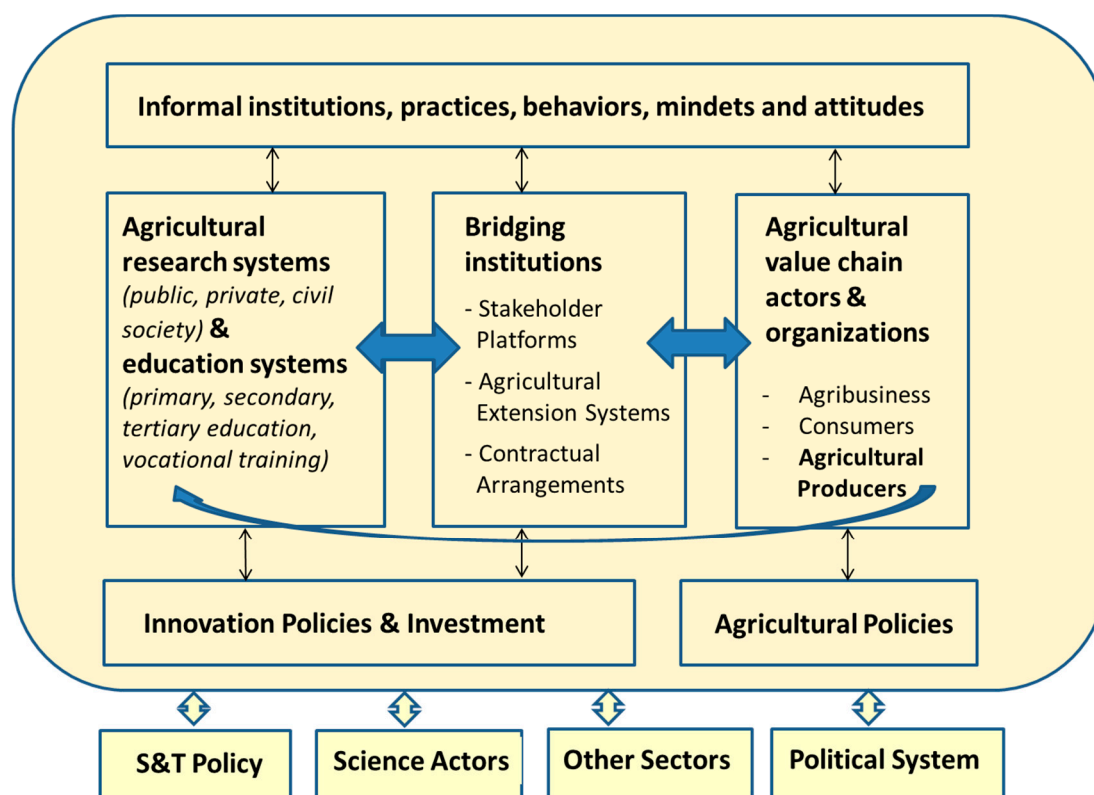 Informal institutions, practices, behaviors, mindets and attitudes
Agricultural
research systems
(public, private, civil
society) &
education systems
(primary, secondary,
tertiary education,
vocational training)
Bridging
institutions
- Stakeholder
Platforms
- Agricultural
Extension Systems
- Contractual
Arrangements
Agricultural
value chain
actors &
organizations
- Agribusiness
- Consumers
- Agricultural
Producers
Innovation Policies & Investment
Agricultural Policies
S&T Policy
Science Actors
Other Sectors
Political System